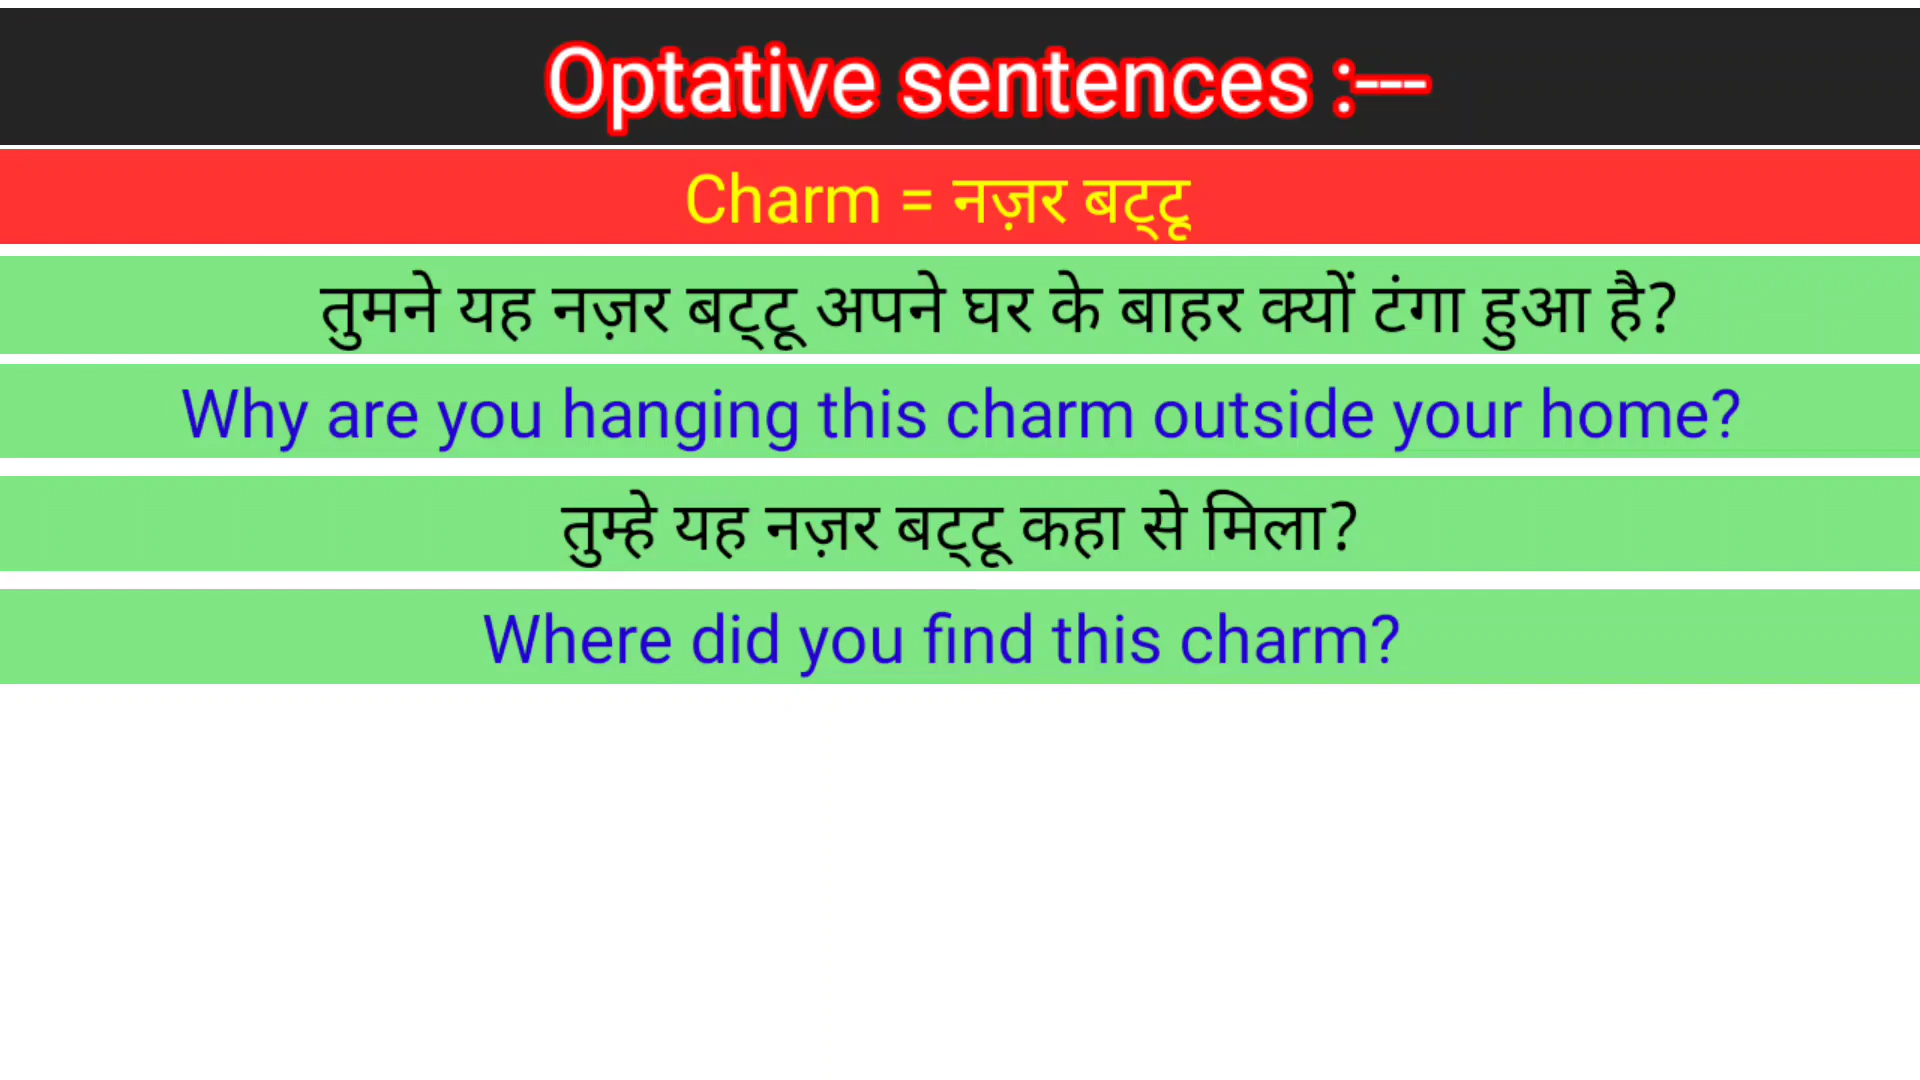 Optative sentences :---
Charm = नज़र बट्टू
तुमने यह नज़र बट्टू अपने घर के बाहर क्यों टंगा हुआ है?
Why are you hanging this charm outside your home?
तुम्हे यह नज़र बट्टू कहा से मिला?
Where did you find this charm?